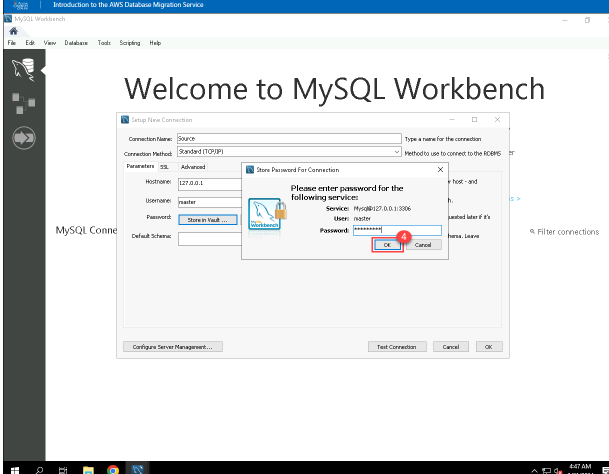 Introduction to the AWS Database Migration Service
MySQL Workbench
File Edit View Database Tools Scripting Help
Welcome to MySQL Workbench
Setup New Connection
Connection Name: Source Type a name for the connection
Connection Method: Standard (TCP/IP) Method to use to connect to the RDBMS
Parameters SSL Advanced
Store Password For Connection
Please enter password for the
following service:
Service: Mysql@127.0.0.1:3306
User: master
Password: *********
OK Cancel
4
MySQL
Workbench
Hostname: 127.0.0.1 host - and
Username: master
Password: Store in Vault ... uested later if it's
Default Schema: hema. Leave
MySQL Conne
Filter connections
Configure Server Management... Test Connection Cancel OK
4:47 AM